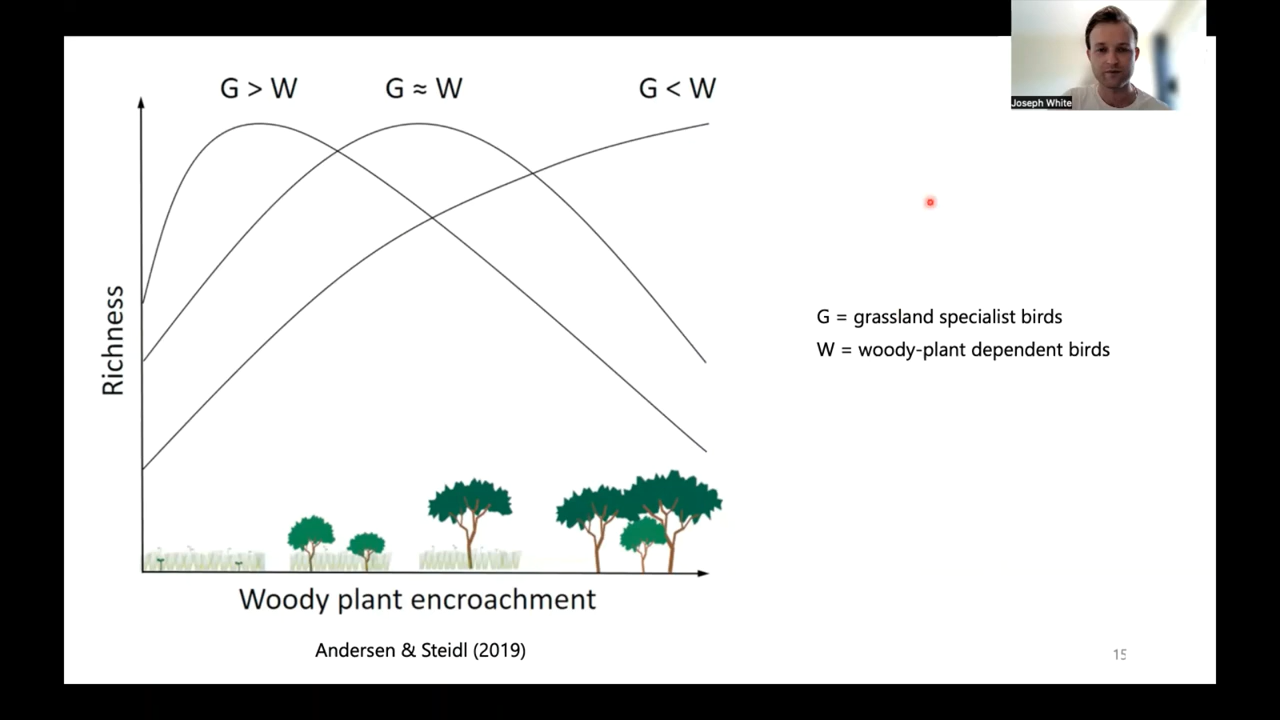 Joseph White
G > W
G ≈ W
G < W
Richness
G = grassland specialist birds
W = woody-plant dependent birds
Woody plant encroachment
Andersen & Steidl (2019)
15